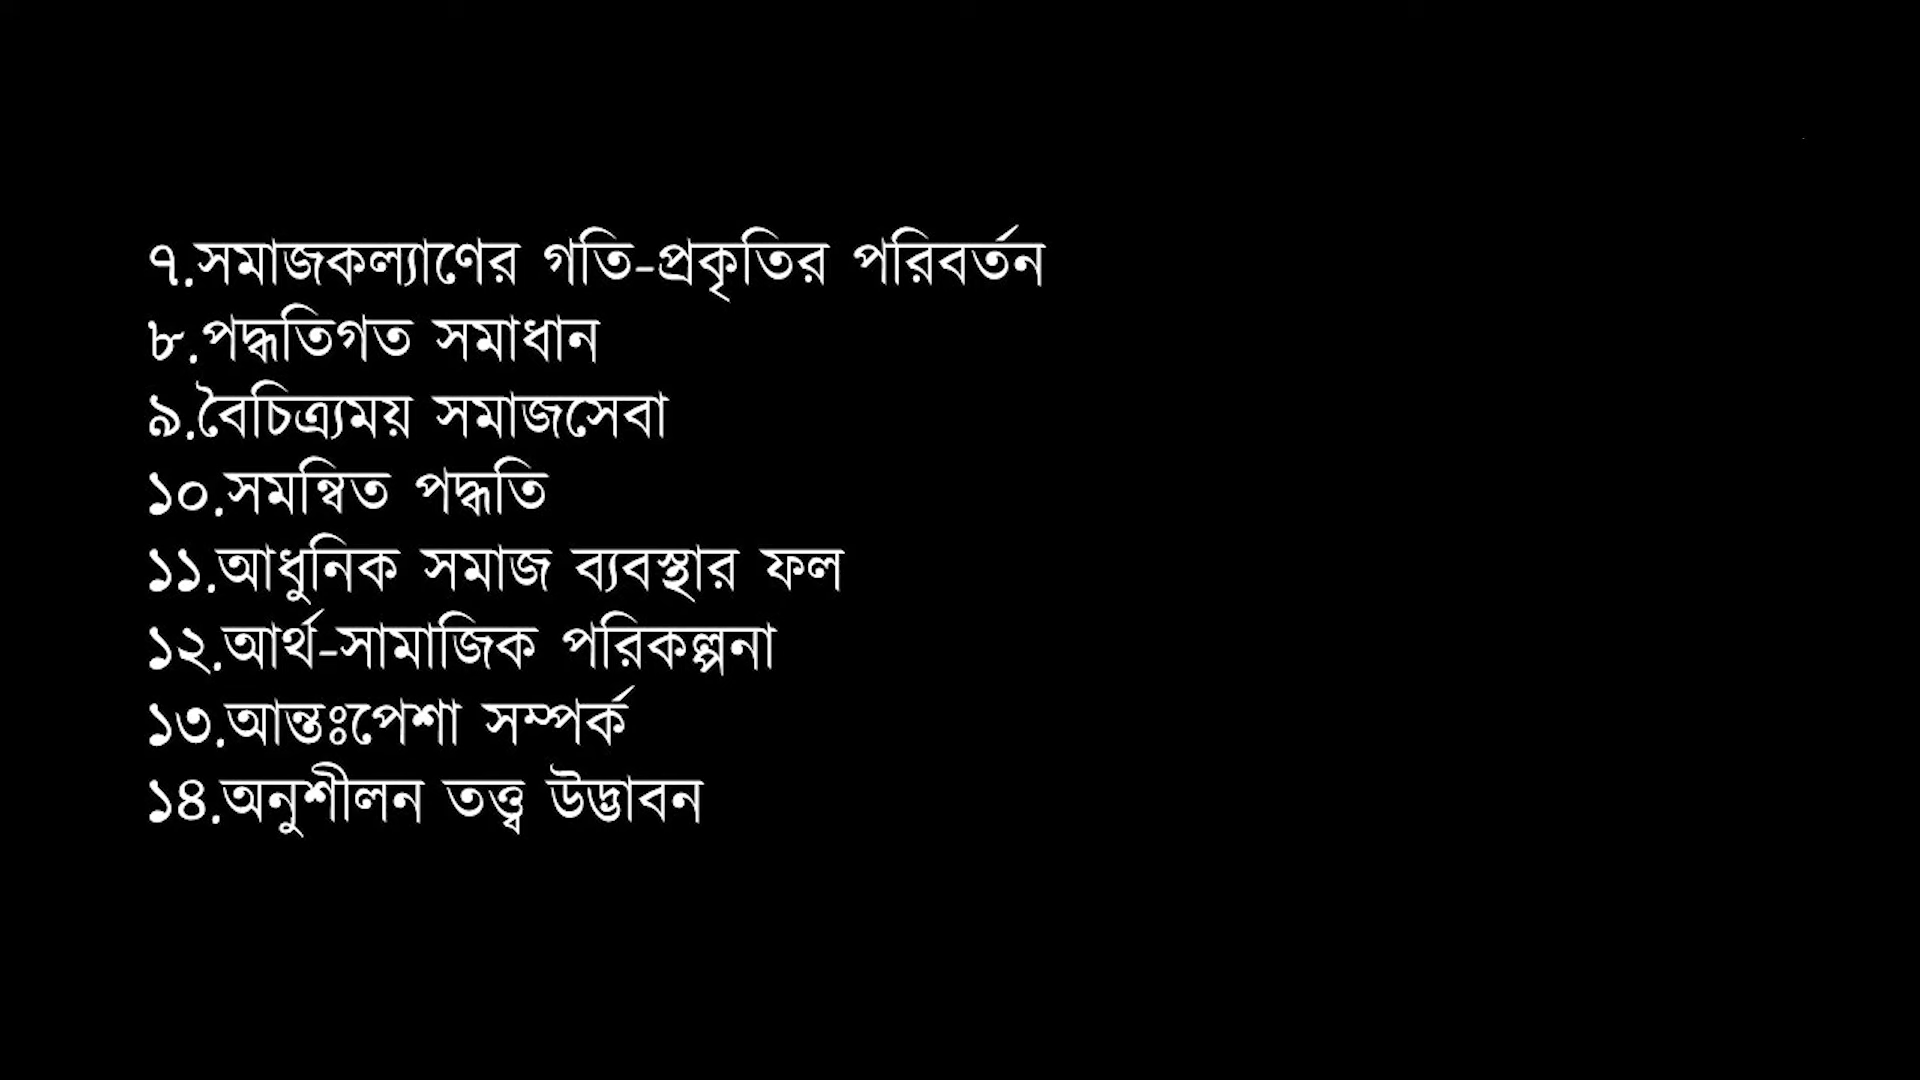 ৭.সমাজকল্যাণের গতি-প্রকৃতির পরিবর্তন
৮.পদ্ধতিগত সমাধান
৯.বৈচিত্র্যময় সমাজসেবা
১০.সমন্বিত পদ্ধতি
১১.আধুনিক সমাজ ব্যবস্থার ফল
১২.আর্থ-সামাজিক পরিকল্পনা
১৩.আন্তঃপেশা সম্পর্ক
১৪.অনুশীলন তত্ত্ব উদ্ভাবন